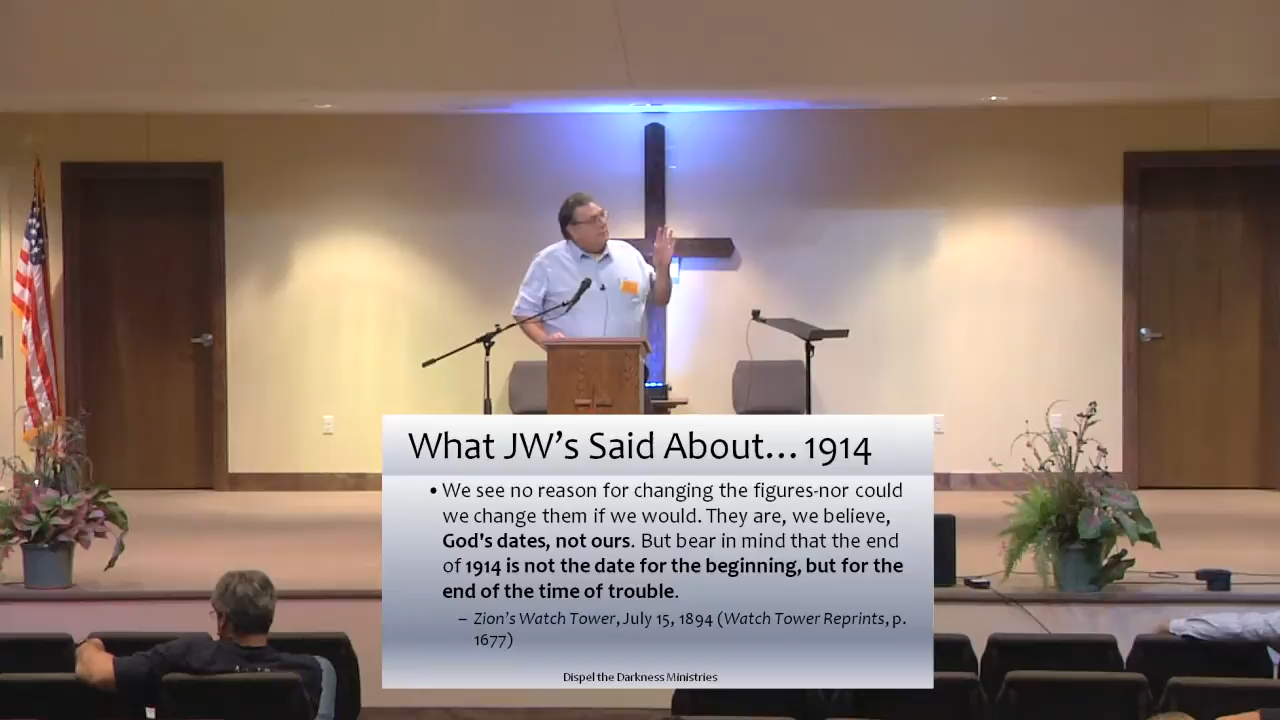 What JW's Said About…1914
• We see no reason for changing the figures-nor could
we change them if we would. They are, we believe,
God's dates, not ours. But bear in mind that the end
of 1914 is not the date for the beginning, but for the
end of the time of trouble.
– Zion's Watch Tower, July 15, 1894 (Watch Tower Reprints, p.
1677)
Dispel the Darkness Ministries